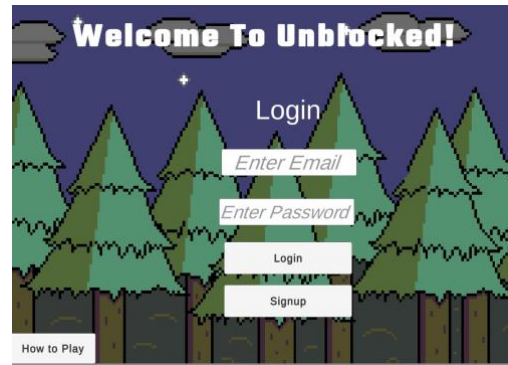 Welcome To Unblocked!
Login
Enter Email
Enter Password
Login
Signup
How to Play